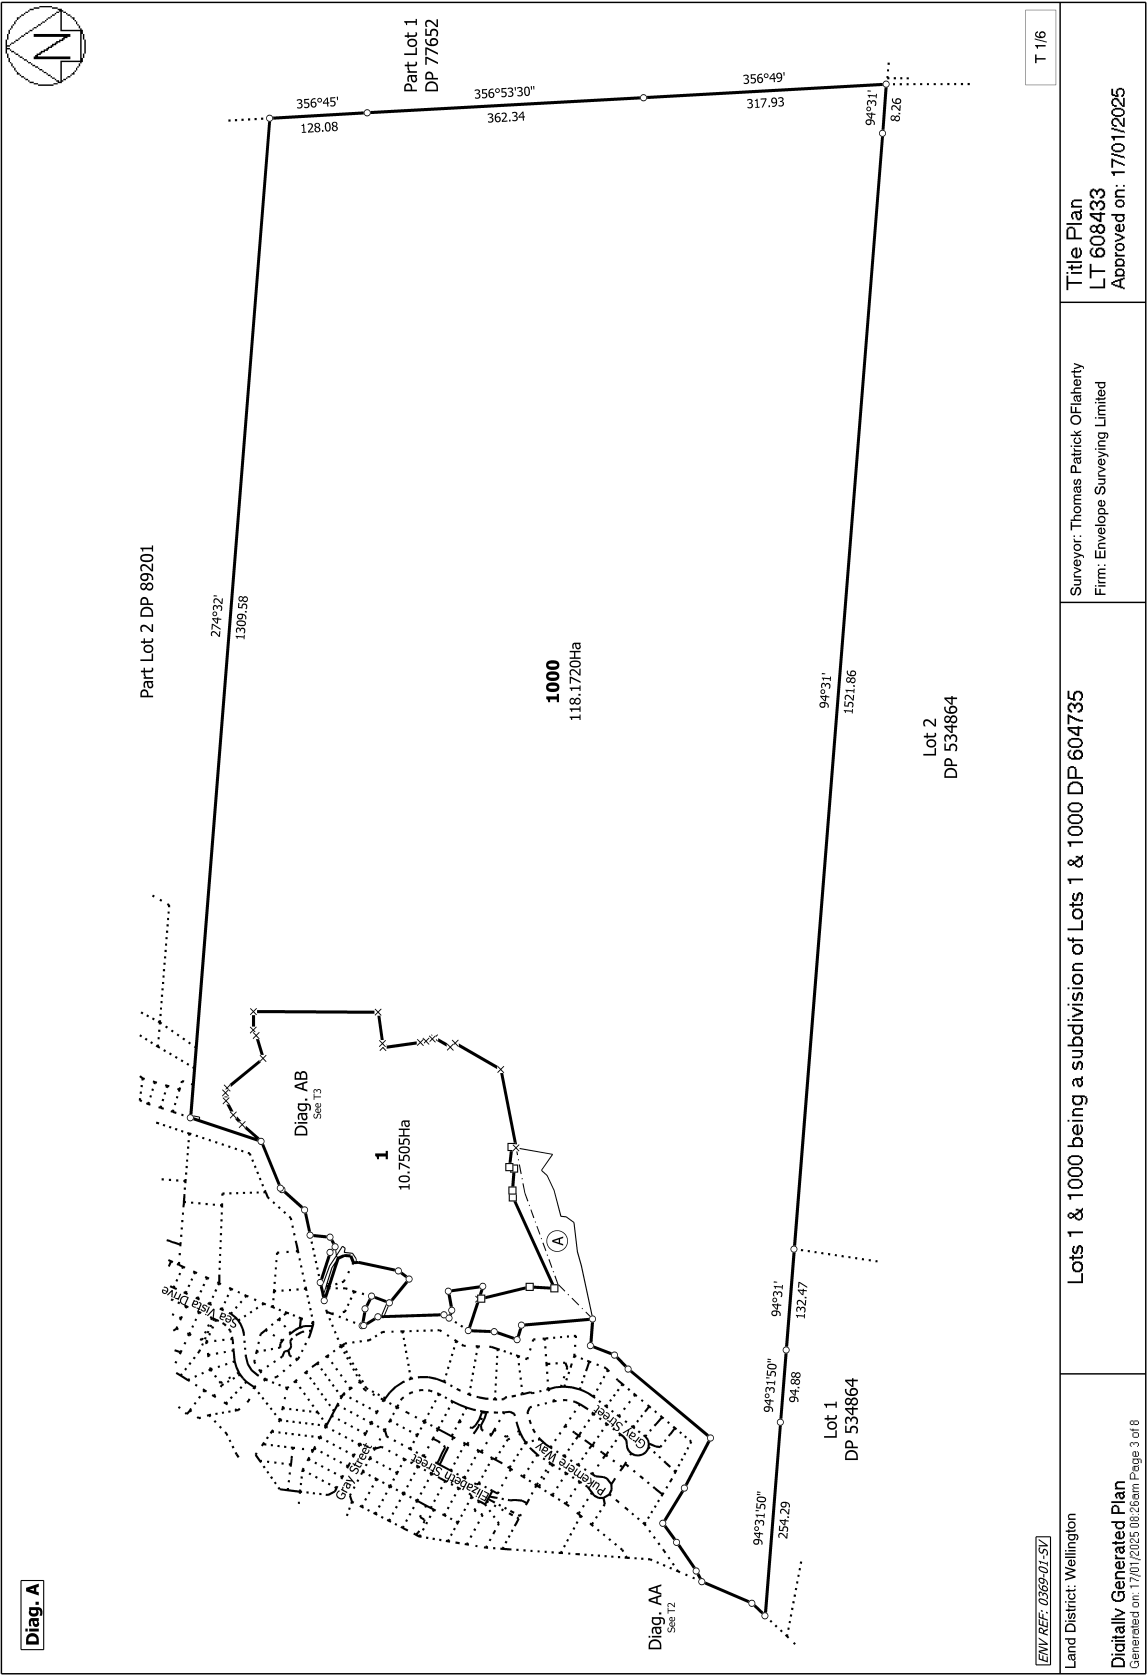 Diag. A
N
T 1/6
Part Lot 1
DP 77652
356°45'
128.08
356°53'30"
362.34
356°49'
317.93
94°31'
8.26
Part Lot 2 DP 89201
274°32'
1309.58
1000
118.1720Ha
94°31'
1521.86
Lot 2
DP 534864
Diag. AB
See T3
1
10.7505Ha
A
Sea Vista Drive
Gray Street
Elizabeth Street
Pukemere Way
Gray Street
94°31'
132.47
94°31'50"
94.88
94°31'50"
254.29
Lot 1
DP 534864
Diag. AA
See T2
ENV REF: 0369-01-SV
Land District: Wellington
Digitally Generated Plan
Generated on: 17/01/2025 08:26am Page 3 of 8
Lots 1 & 1000 being a subdivision of Lots 1 & 1000 DP 604735
Surveyor: Thomas Patrick OFlaherty
Firm: Envelope Surveying Limited
Title Plan
LT 608433
Approved on: 17/01/2025